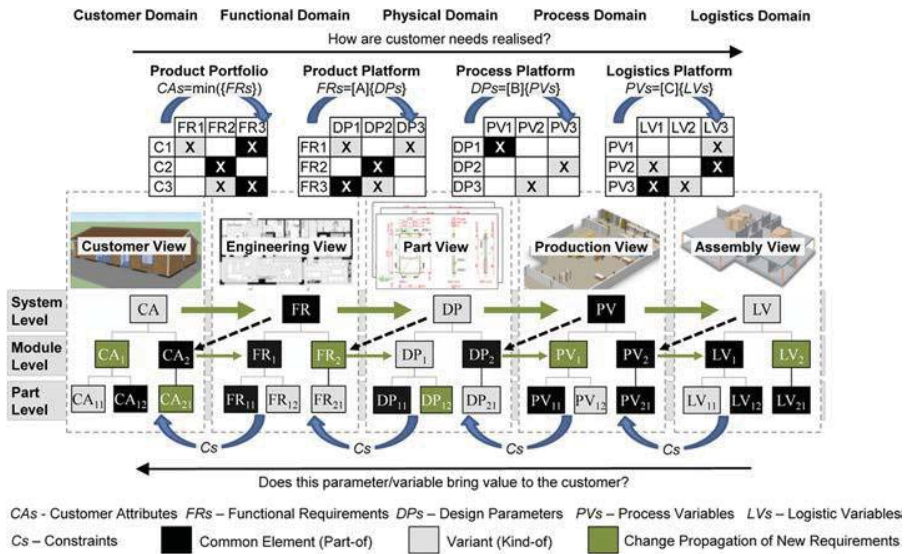 Customer Domain Functional Domain Physical Domain Process Domain Logistics Domain
How are customer needs realised?
Product Portfolio Product Platform Process Platform Logistics Platform
CAs=min({FRs}) FRs=[A]{DPs} DPs=[B]{PVs} PVs=[C]{LVs}
FR1 FR2 FR3 DP1 DP2 DP3 PV1 PV2 PV3 LV1 LV2 LV3
C1 X X FR1 X X DP1 X PV1 X
C2 X FR2 X DP2 X PV2 X X
C3 X X FR3 X X DP3 X PV3 X X
Customer View Engineering View Part View Production View Assembly View
System Level CA FR DP PV LV
Module Level CA1 CA2 FR1 FR2 DP1 DP2 PV1 PV2 LV1 LV2
Part Level CA11 CA12 CA21 FR11 FR12 FR21 DP11 DP12 DP21 PV11 PV12 PV21 LV11 LV12 LV21
Cs Cs Cs Cs
Does this parameter/variable bring value to the customer?
CAs - Customer Attributes FRs – Functional Requirements DPs – Design Parameters PVs – Process Variables LVs – Logistic Variables
Cs – Constraints Common Element (Part-of) Variant (Kind-of) Change Propagation of New Requirements